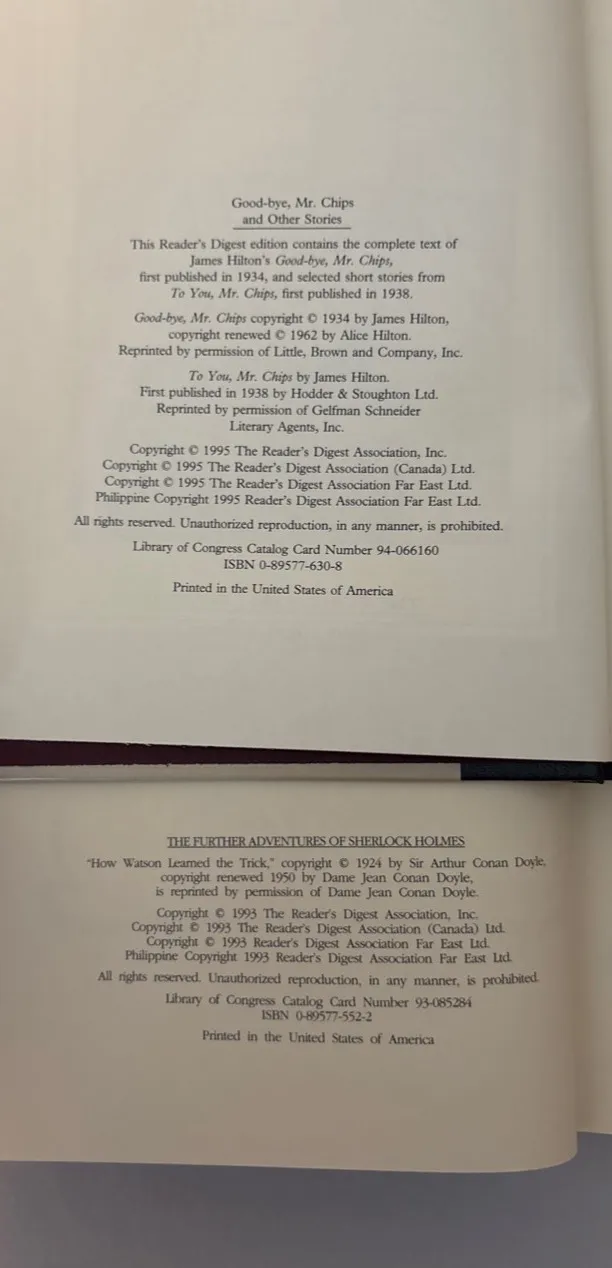 Good-bye, Mr. Chips
and Other Stories
This Reader's Digest edition contains the complete text of
James Hilton's Good-bye, Mr. Chips,
first published in 1934, and selected short stories from
To You, Mr. Chips, first published in 1938.
Good-bye, Mr. Chips copyright © 1934 by James Hilton,
copyright renewed © 1962 by Alice Hilton.
Reprinted by permission of Little, Brown and Company, Inc.
To You, Mr. Chips by James Hilton.
First published in 1938 by Hodder & Stoughton Ltd.
Reprinted by permission of Gelfman Schneider
Literary Agents, Inc.
Copyright © 1995 The Reader's Digest Association, Inc.
Copyright © 1995 The Reader's Digest Association (Canada) Ltd.
Copyright © 1995 The Reader's Digest Association Far East Ltd.
Philippine Copyright 1995 Reader's Digest Association Far East Ltd.
All rights reserved. Unauthorized reproduction, in any manner, is prohibited.
Library of Congress Catalog Card Number 94-066160
ISBN 0-89577-630-8
Printed in the United States of America
THE FURTHER ADVENTURES OF SHERLOCK HOLMES
"How Watson Learned the Trick," copyright © 1924 by Sir Arthur Conan Doyle,
copyright renewed 1950 by Dame Jean Conan Doyle,
is reprinted by permission of Dame Jean Conan Doyle.
Copyright © 1993 The Reader's Digest Association, Inc.
Copyright © 1993 The Reader's Digest Association (Canada) Ltd.
Copyright © 1993 Reader's Digest Association Far East Ltd.
Philippine Copyright 1993 Reader's Digest Association Far East Ltd.
All rights reserved. Unauthorized reproduction, in any manner, is prohibited.
Library of Congress Catalog Card Number 93-085284
ISBN 0-89577-552-2
Printed in the United States of America